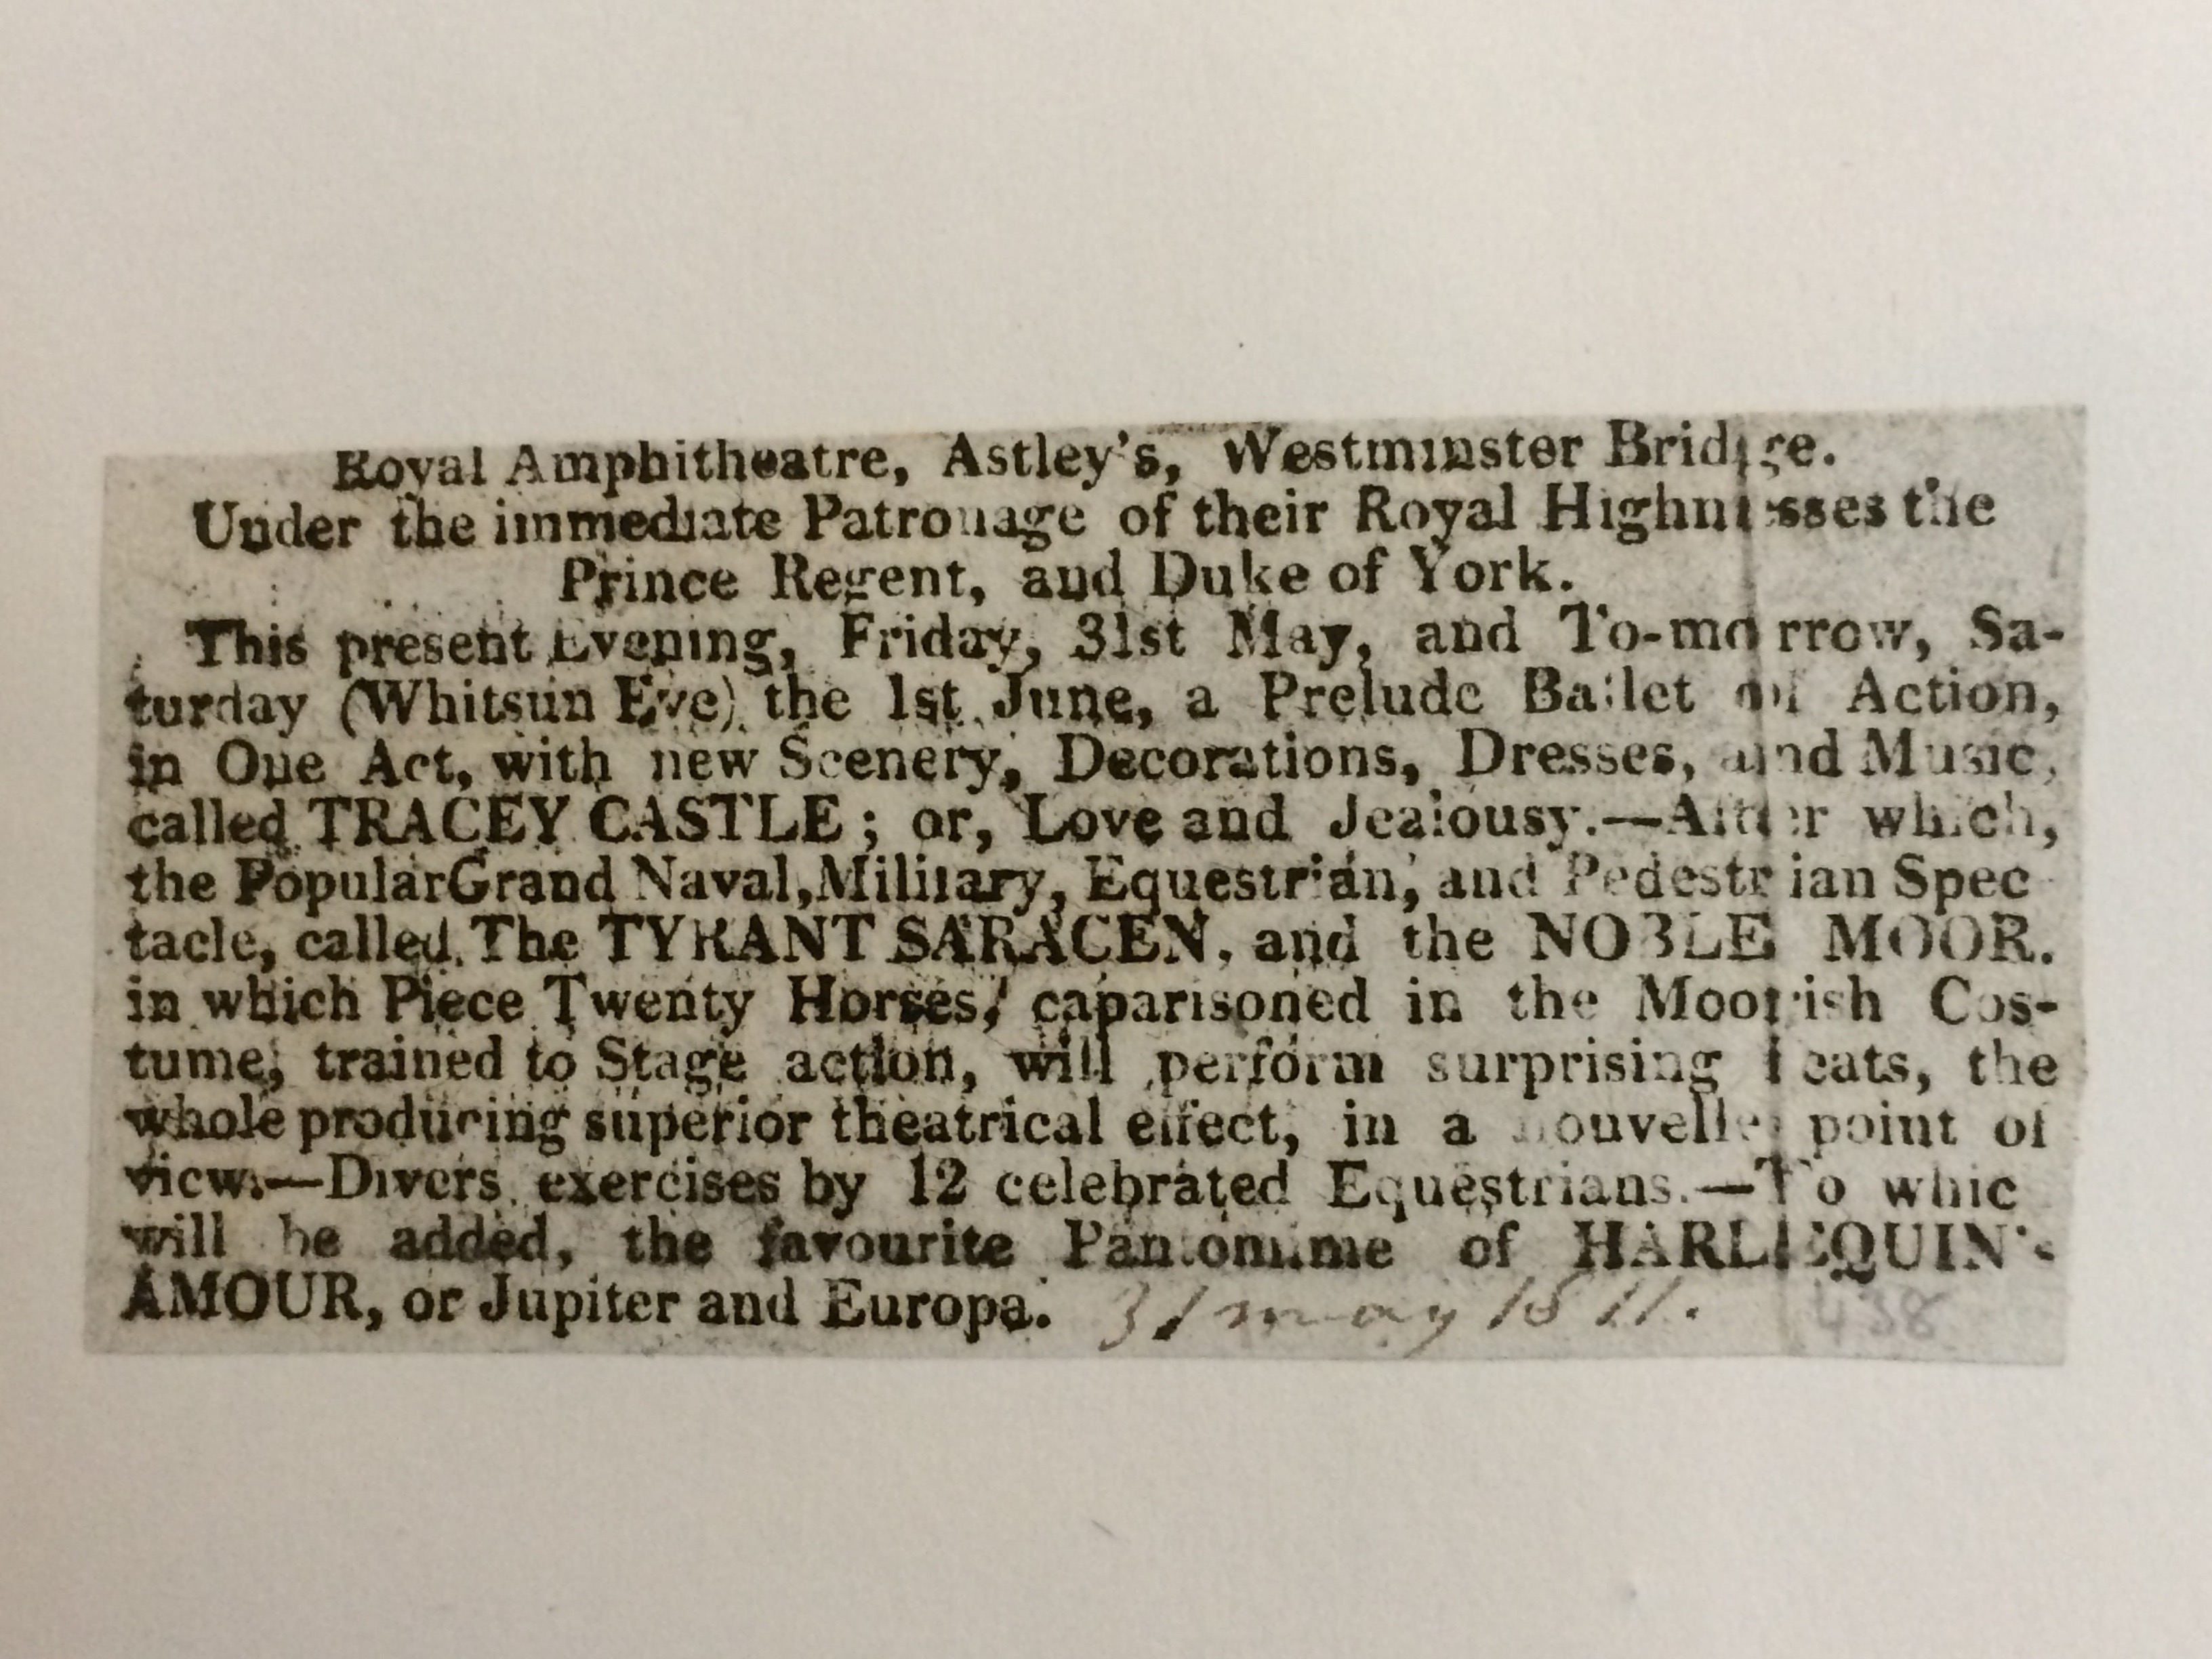 Royal Amphitheatre, Astley's, Westminster Bridge.
Under the immediate Patronage of their Royal Highnesses the
Prince Regent, and Duke of York.
This present Evening, Friday, 31st May, and To-morrow, Sa-
turday (Whitsun Eve) the 1st June, a Prelude Ballet of Action,
in One Act, with new Scenery, Decorations, Dresses, and Music,
called TRACEY CASTLE; or, Love and Jealousy.—After which,
the Popular Grand Naval, Military, Equestrian, and Pedestrian Spec
tacle, called The TYRANT SARACEN, and the NOBLE MOOR.
in which Piece Twenty Horses, caparisoned in the Moorish Cos-
tume, trained to Stage action, will perform surprising feats, the
whole producing superior theatrical effect, in a nouvelle point of
view.—Divers exercises by 12 celebrated Equestrians.—To whic
will be added, the favourite Pantomime of HARLEQUIN's
AMOUR, or Jupiter and Europa. 31 may 1811. 438